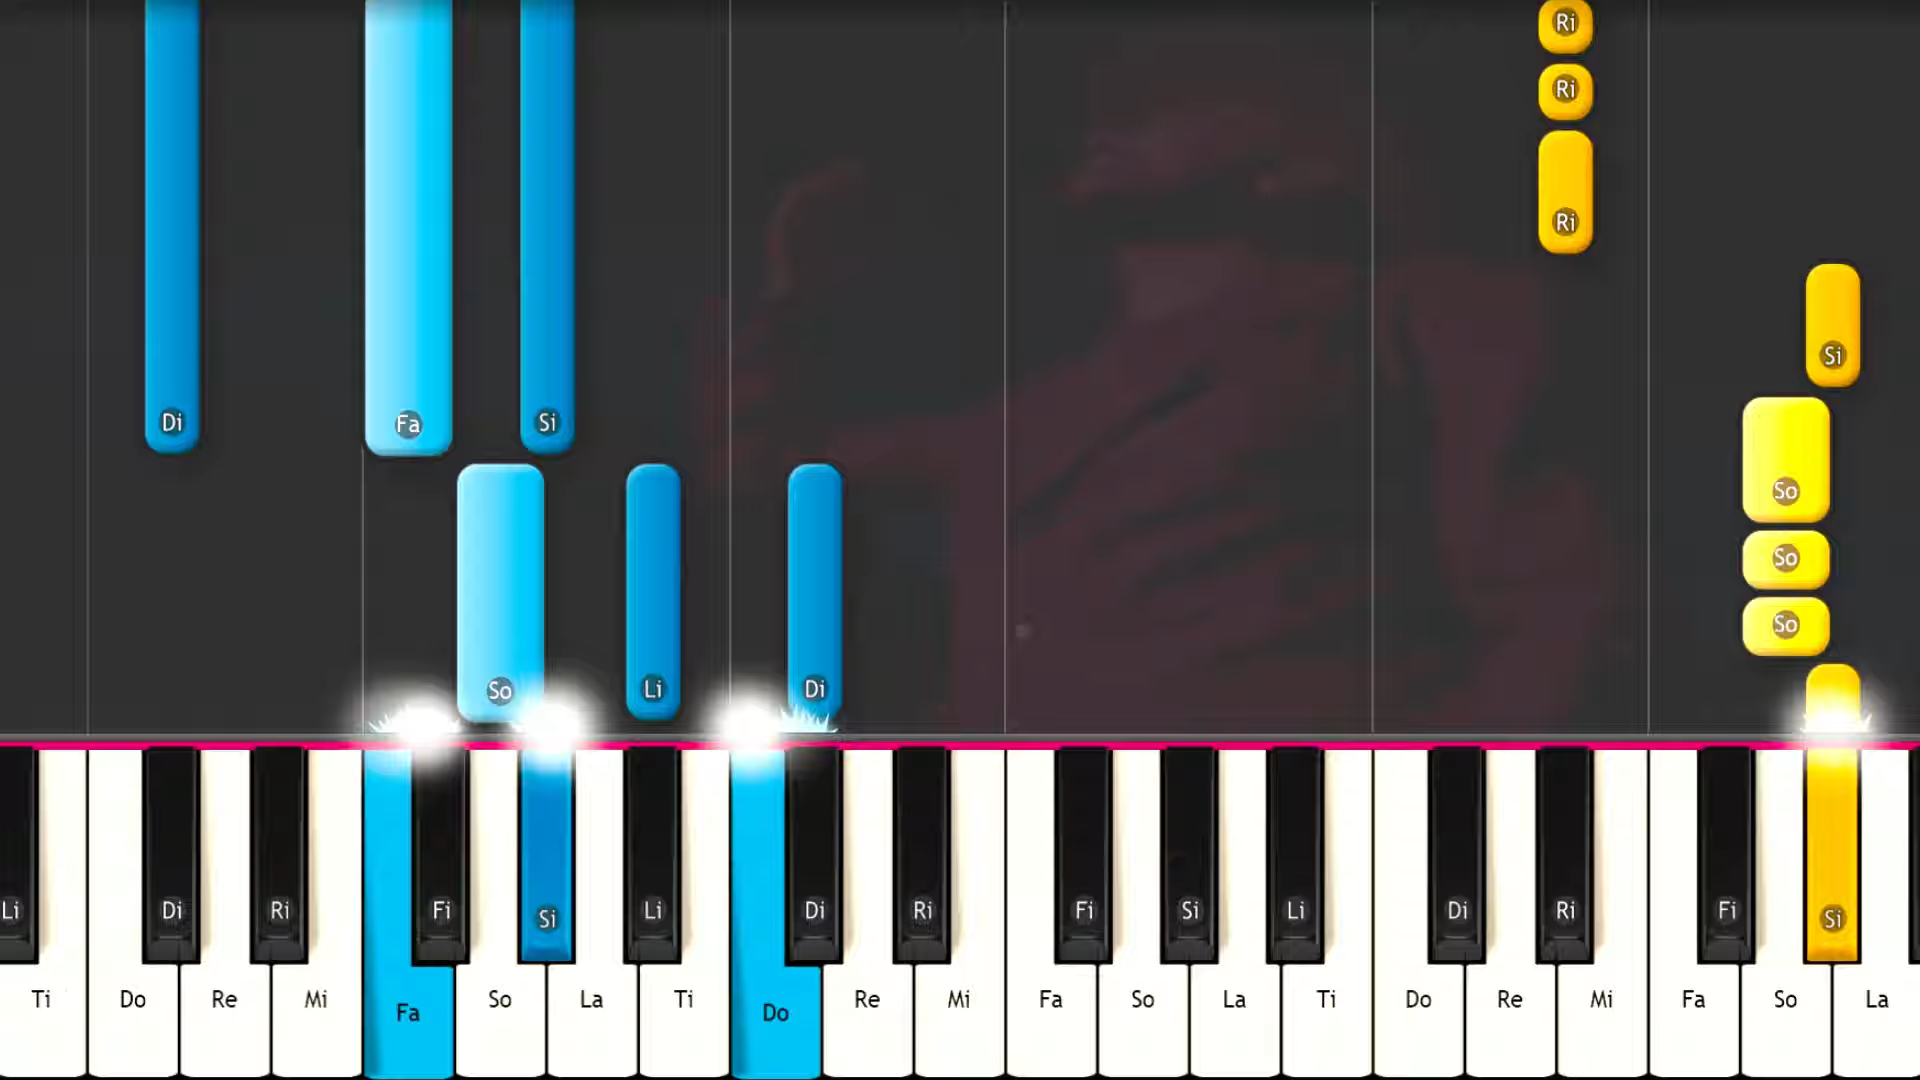 Ri
Ri
Ri
Si
Di Fa Si
So
So
So
So Li Di
Li Di Ri Fi Si Li Di Ri Fi Si Li Di Ri Fi Si
Ti Do Re Mi Fa So La Ti Do Re Mi Fa So La Ti Do Re Mi Fa So La